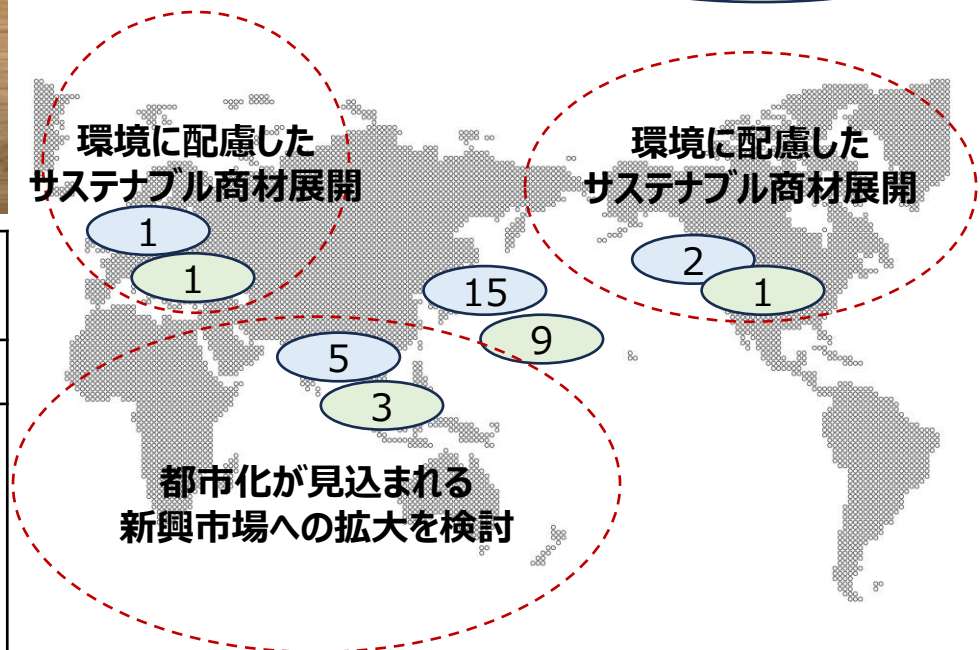 環境に配慮した
サステナブル商材展開
環境に配慮した
サステナブル商材展開
1
1
15
9
2
1
5
3
都市化が見込まれる
新興市場への拡大を検討